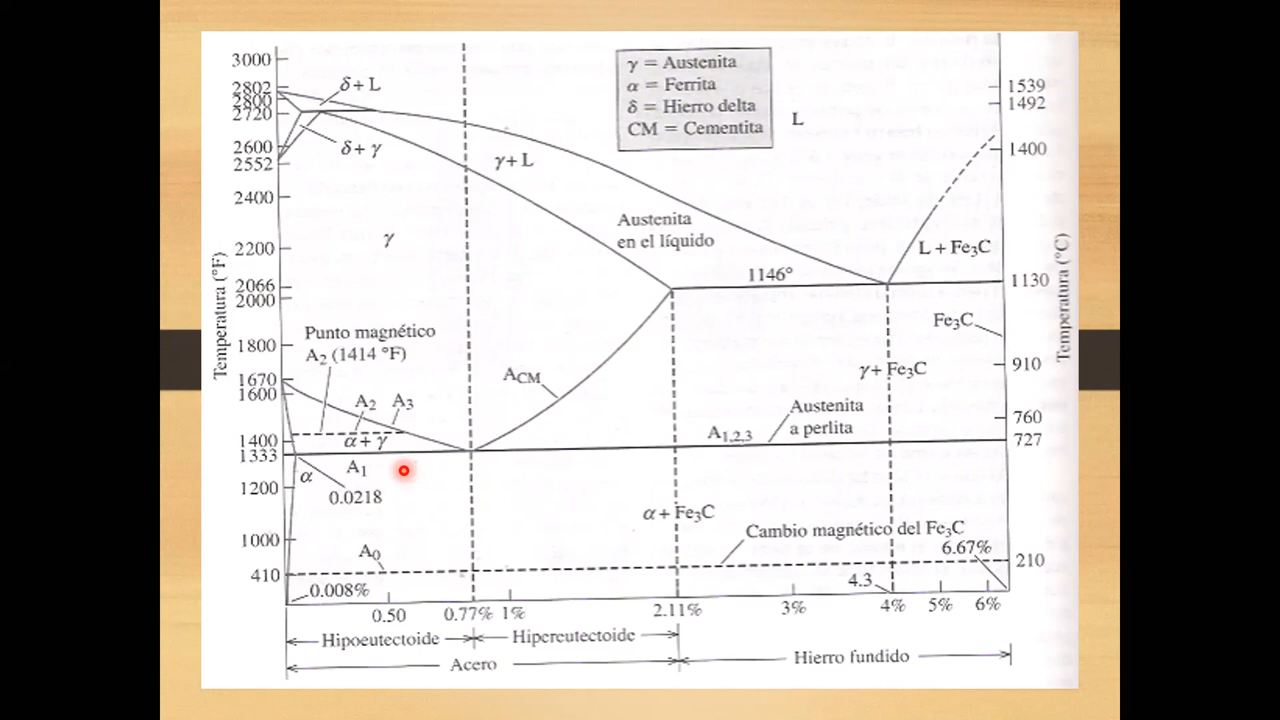 3000
2802
2800
2720
2600
2552
2400
2200
2066
2000
1800
1670
1600
1400
1333
1200
1000
410
Temperatura (°F)
δ + L
δ + γ
γ = Austenita
α = Ferrita
δ = Hierro delta
CM = Cementita
L
γ + L
γ
Austenita
en el líquido
1146°
L + Fe₃C
Fe₃C
Punto magnético
A₂ (1414 °F)
A₂
A₃
A_CM
γ + Fe₃C
Austenita
a perlita
A₁,₂,₃
α + γ
A₁
α
0.0218
α + Fe₃C
Cambio magnético del Fe₃C
6.67%
A₀
0.008%
4.3
1539
1492
1400
1130
910
760
727
210
Temperatura (°C)
0.50
0.77%
1%
2.11%
3%
4%
5%
6%
Hipoeutectoide
Hipereutectoide
Acero
Hierro fundido